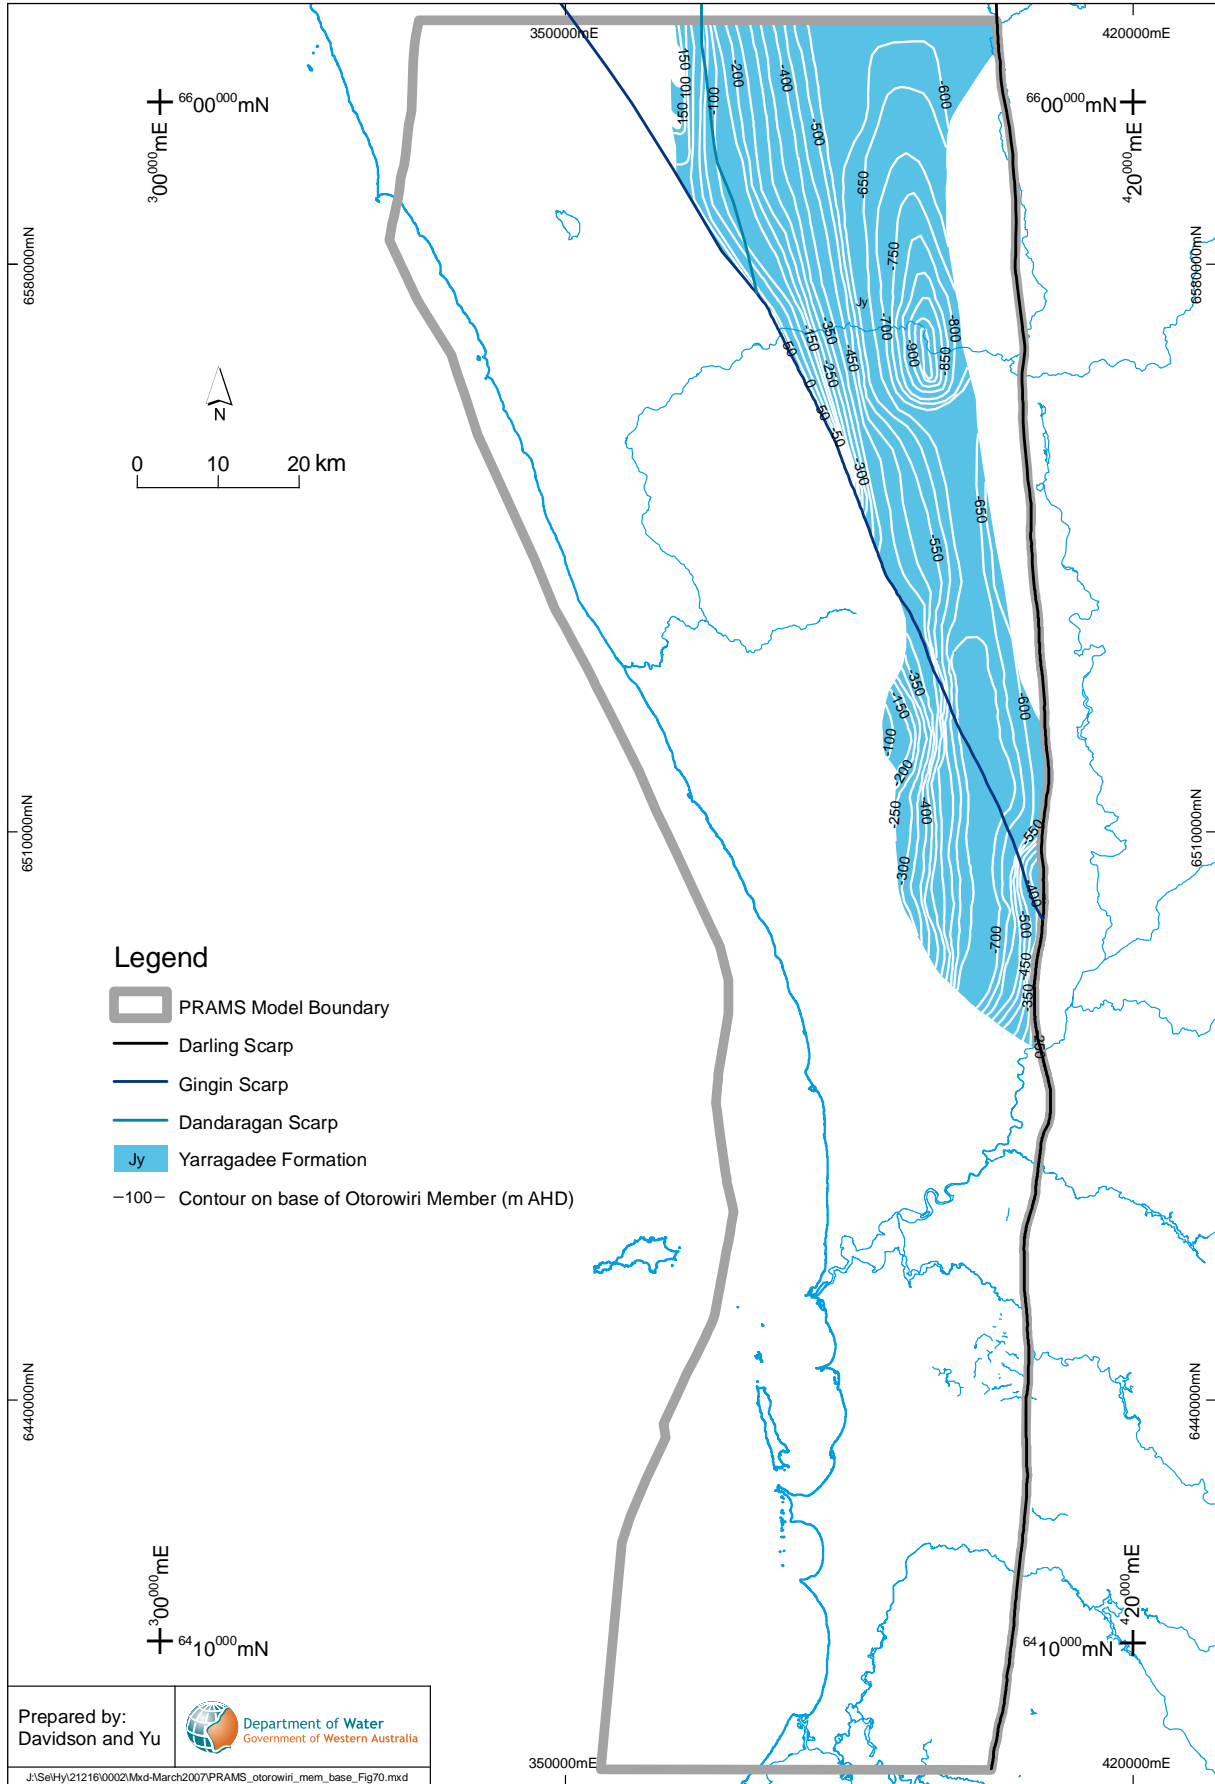 350000mE
420000mE
6600000mN
6600000mN
300000mE
420000mE
150
100
150
-200
-100
-400
-500
-600
-650
-750
6580000mN
6580000mN
Jy
-700
-800
-900
-850
-350
-150
-450
-250
50
0
50
-50
-300
N
0 10 20 km
-650
-550
-350
-150
-100
-200
-250
-400
-300
-600
6510000mN
6510000mN
-550
-400
-500
-700
-450
-350
-250
Legend
PRAMS Model Boundary
Darling Scarp
Gingin Scarp
Dandaragan Scarp
Jy Yarragadee Formation
-100- Contour on base of Otorowiri Member (m AHD)
6440000mN
6440000mN
300000mE
420000mE
6410000mN
6410000mN
Prepared by:
Davidson and Yu
Department of Water
Government of Western Australia
350000mE
420000mE
J:\Se\Hy\21216\0002\Mxd-March2007\PRAMS_otorowiri_mem_base_Fig70.mxd